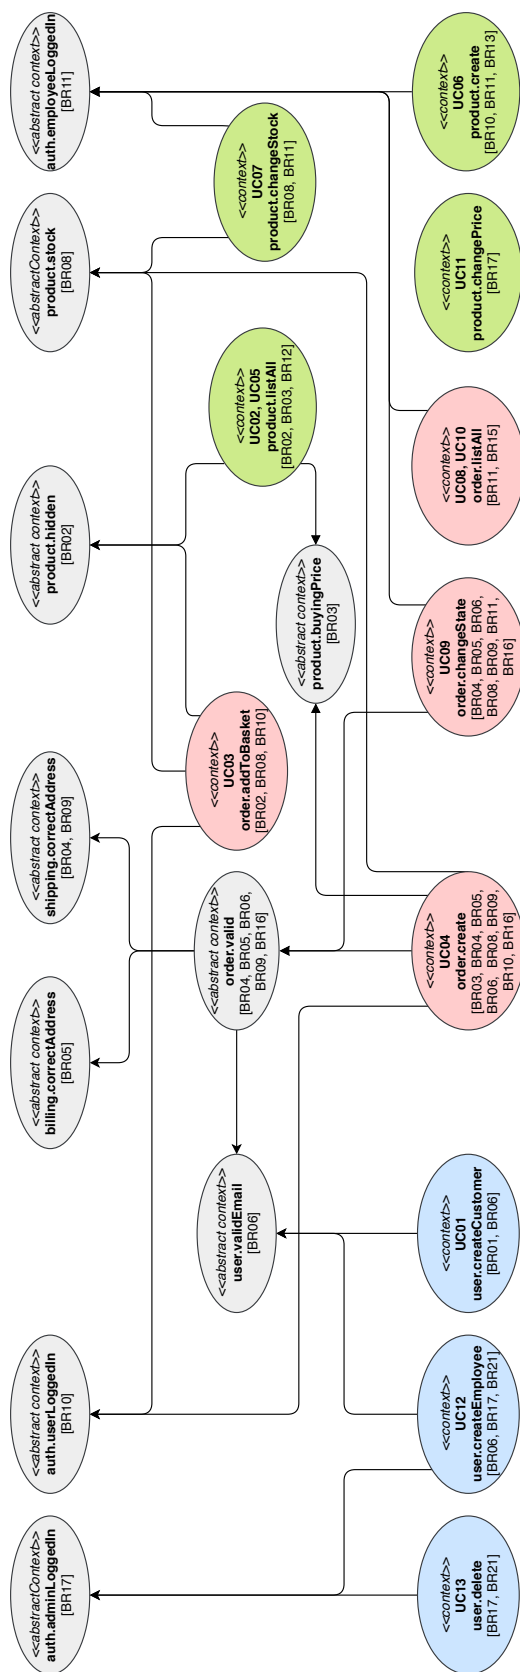 <<abstractContext>>
auth.adminLoggedIn
[BR17]
<<abstract context>>
auth.userLoggedIn
[BR10]
<<abstract context>>
billing.correctAddress
[BR05]
<<abstract context>>
shipping.correctAddress
[BR04, BR09]
<<abstract context>>
product.hidden
[BR02]
<<abstractContext>>
product.stock
[BR08]
<<abstract context>>
auth.employeeLoggedIn
[BR11]
<<abstract context>>
user.validEmail
[BR06]
<<abstract context>>
order.valid
[BR04, BR05, BR06,
BR09, BR16]
<<context>>
UC03
order.addToBasket
[BR02, BR08, BR10]
<<context>>
UC02, UC05
product.listAll
[BR02, BR03, BR12]
<<context>>
UC07
product.changeStock
[BR08, BR11]
<<abstract context>>
product.buyingPrice
[BR03]
<<context>>
UC13
user.delete
[BR17, BR21]
<<context>>
UC12
user.createEmployee
[BR06, BR17, BR21]
<<context>>
UC01
user.createCustomer
[BR01, BR06]
<<context>>
UC04
order.create
[BR03, BR04, BR05,
BR06, BR08, BR09,
BR10, BR16]
<<context>>
UC09
order.changeState
[BR04, BR05, BR06,
BR08, BR09, BR11,
BR16]
<<context>>
UC08, UC10
order.listAll
[BR11, BR15]
<<context>>
UC11
product.changePrice
[BR17]
<<context>>
UC06
product.create
[BR10, BR11, BR13]